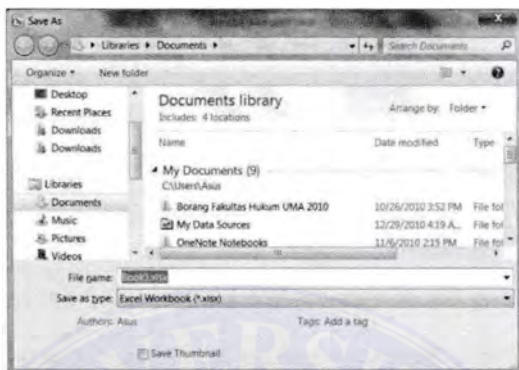 Save As
Libraries Documents
Search Documents
Organize New folder
Desktop
Recent Places
Downloads
Downloads
Libraries
Documents
Music
Pictures
Videos
Documents library
Includes: 4 locations
Arrange by: Folder
Name Date modified Type
My Documents (9)
C:\Users\Asus
Borang Fakultas Hukum UMA 2010 10/26/2010 3:52 PM File fol
My Data Sources 12/29/2010 4:19 A... File fol
OneNote Notebooks 11/6/2010 2:15 PM File fol
File name: Book1.xlsx
Save as type: Excel Workbook (*.xlsx)
Authors: Asus Tags: Add a tag
Save Thumbnail